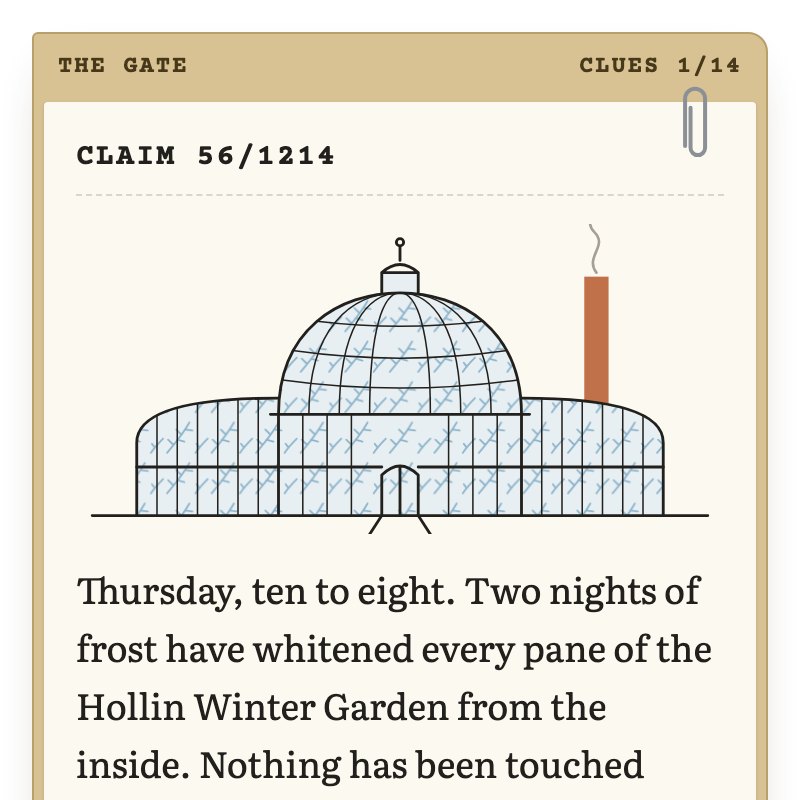 THE GATE
CLUES 1/14
CLAIM 56/1214
Thursday, ten to eight. Two nights of
frost have whitened every pane of the
Hollin Winter Garden from the
inside. Nothing has been touched